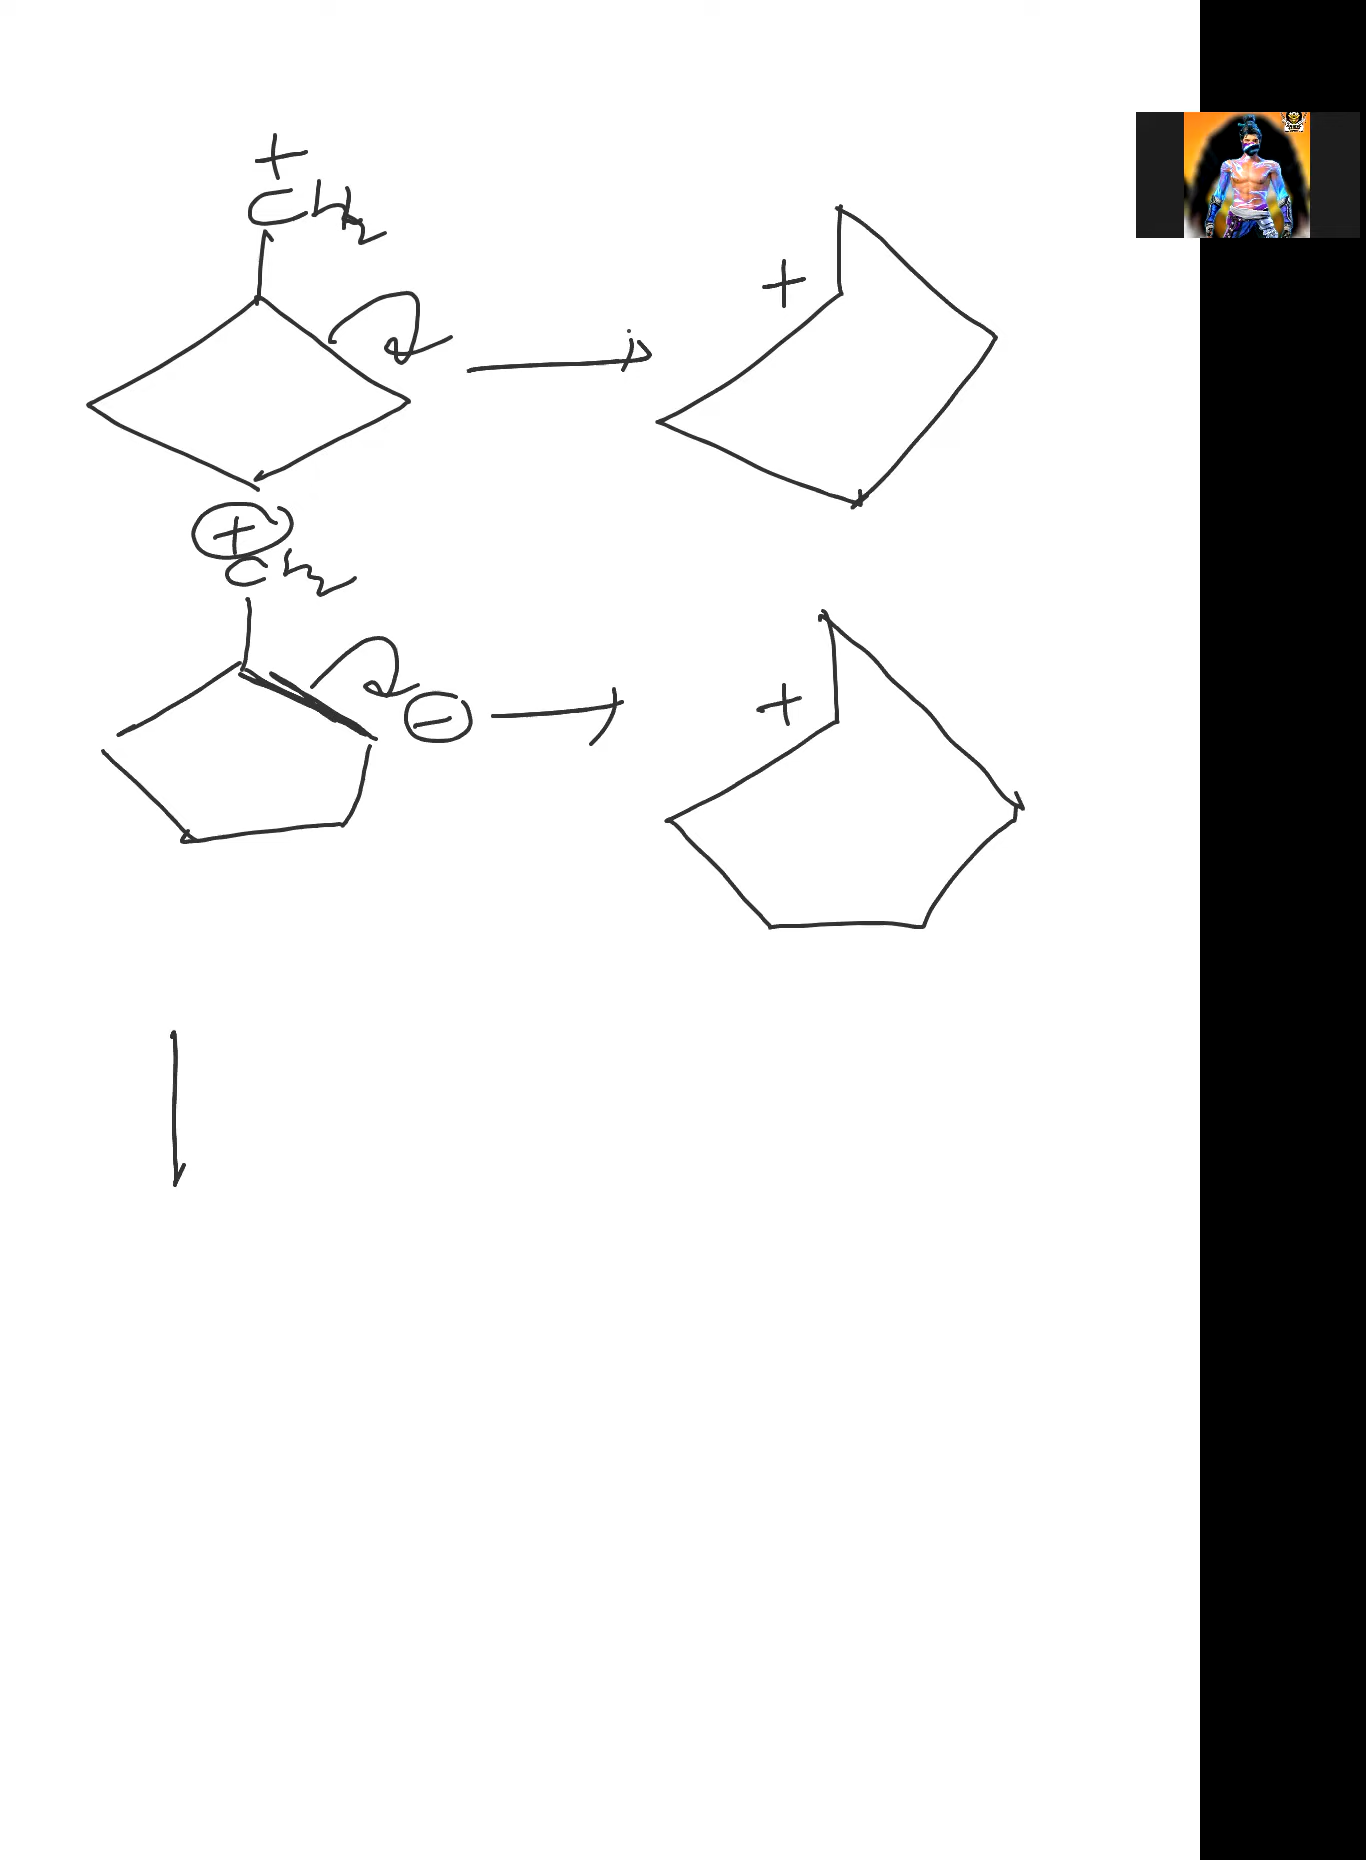 +
CH₂
+
⊕
CH₂
⊖
+